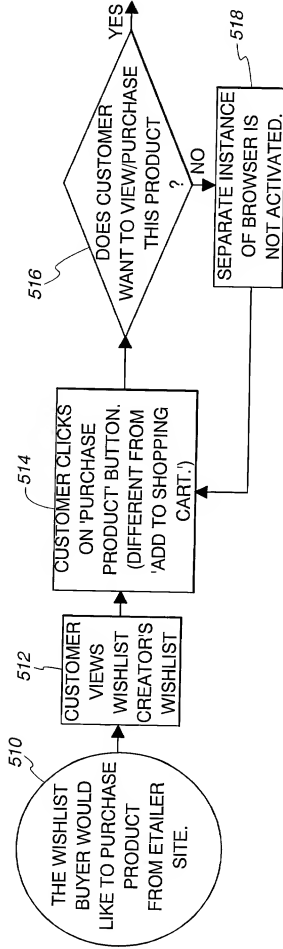 510
THE WISHLIST
BUYER WOULD
LIKE TO PURCHASE
PRODUCT
FROM ETAILER
SITE.
512
CUSTOMER
VIEWS
WISHLIST
CREATOR'S
WISHLIST
514
CUSTOMER CLICKS
ON 'PURCHASE
PRODUCT' BUTTON.
(DIFFERENT FROM
'ADD TO SHOPPING
CART.')
516
DOES CUSTOMER
WANT TO VIEW/PURCHASE
THIS PRODUCT
?
YES
NO
518
SEPARATE INSTANCE
OF BROWSER IS
NOT ACTIVATED.